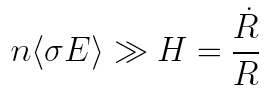 n⟨σE⟩ ≫ H = Ṙ/R